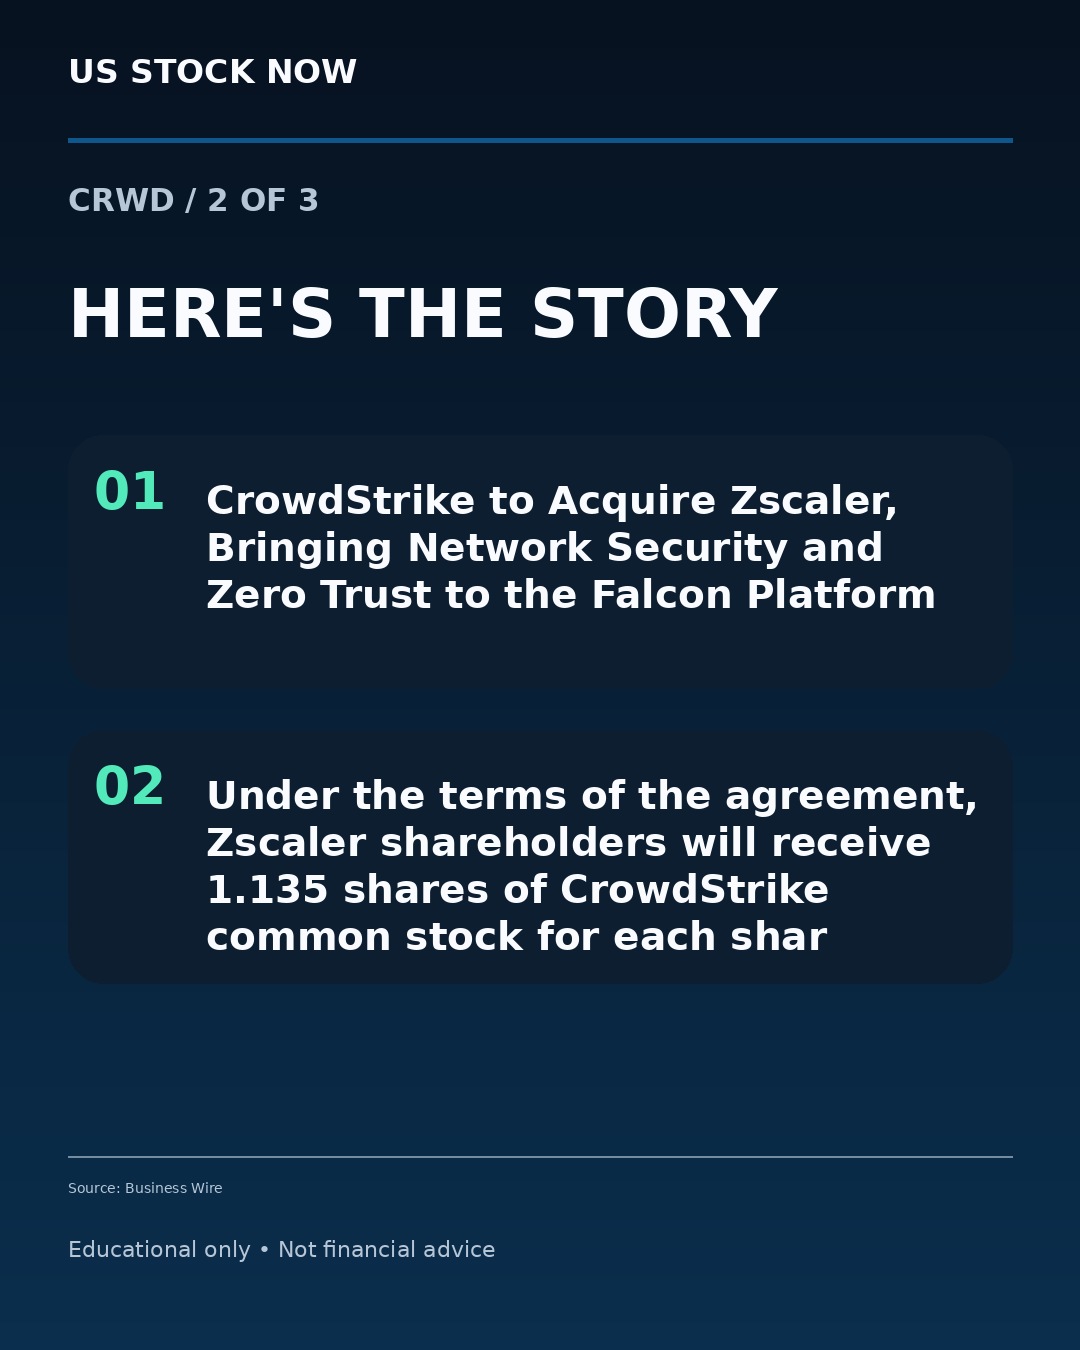 US STOCK NOW
CRWD / 2 OF 3
HERE'S THE STORY
01
CrowdStrike to Acquire Zscaler,
Bringing Network Security and
Zero Trust to the Falcon Platform
02
Under the terms of the agreement,
Zscaler shareholders will receive
1.135 shares of CrowdStrike
common stock for each shar
Source: Business Wire
Educational only • Not financial advice